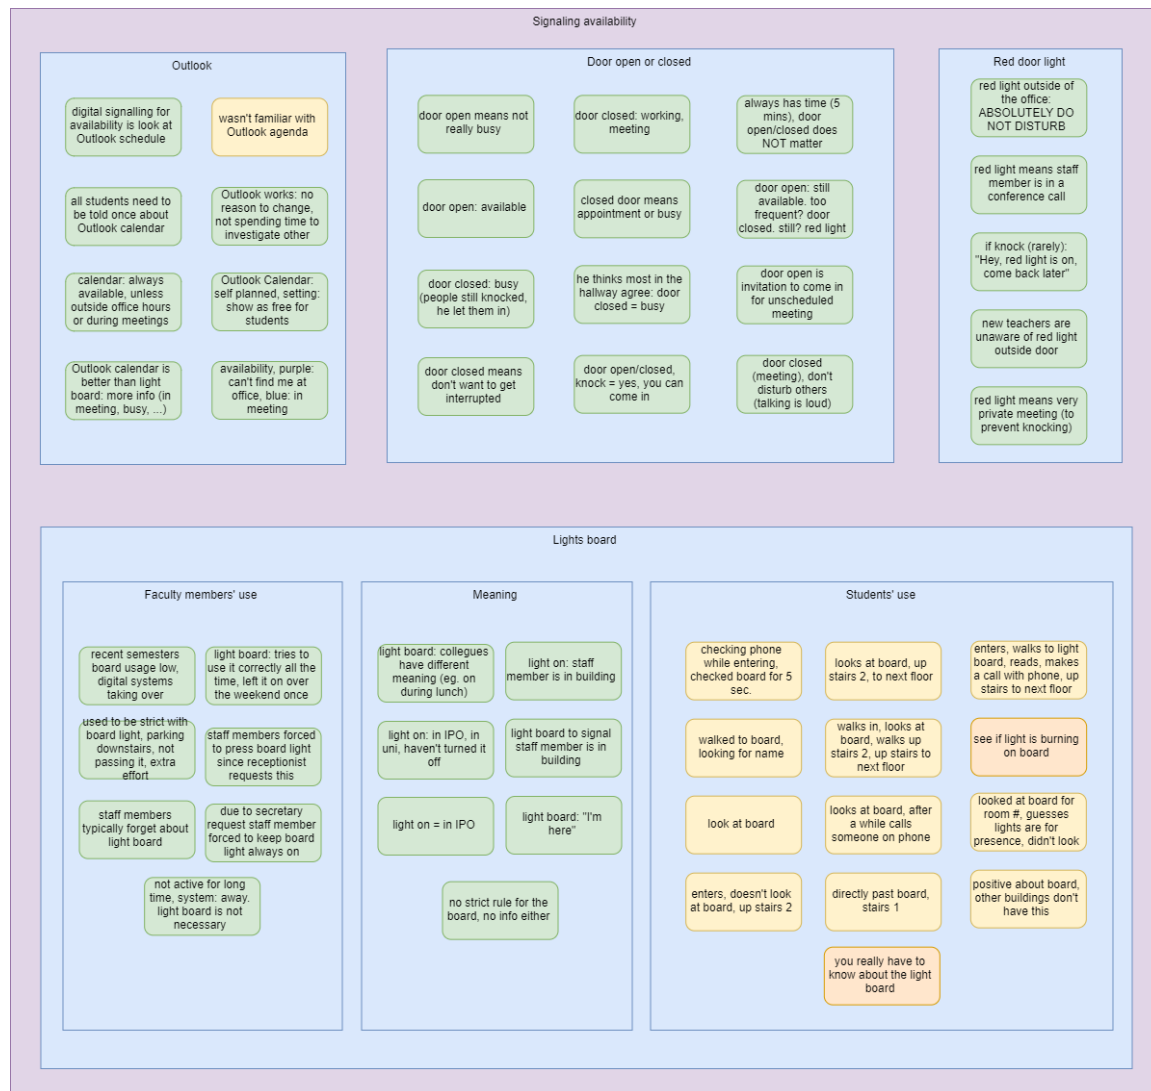 Signaling availability
Outlook
digital signalling for
availability is look at
Outlook schedule
wasn't familiar with
Outlook agenda
all students need to
be told once about
Outlook calendar
Outlook works: no
reason to change,
not spending time to
investigate other
calendar: always
available, unless
outside office hours
or during meetings
Outlook Calendar:
self planned, setting:
show as free for
students
Outlook calendar is
better than light
board: more info (in
meeting, busy, ...)
availability, purple:
can't find me at
office, blue: in
meeting
Door open or closed
door open means not
really busy
door closed: working,
meeting
always has time (5
mins), door
open/closed does
NOT matter
door open: available
closed door means
appointment or busy
door open: still
available. too
frequent? door
closed. still? red light
door closed: busy
(people still knocked,
he let them in)
he thinks most in the
hallway agree: door
closed = busy
door open is
invitation to come in
for unscheduled
meeting
door closed means
don't want to get
interrupted
door open/closed,
knock = yes, you can
come in
door closed
(meeting), don't
disturb others
(talking is loud)
Red door light
red light outside of
the office:
ABSOLUTELY DO
NOT DISTURB
red light means staff
member is in a
conference call
if knock (rarely):
"Hey, red light is on,
come back later"
new teachers are
unaware of red light
outside door
red light means very
private meeting (to
prevent knocking)
Lights board
Faculty members' use
recent semesters
board usage low,
digital systems
taking over
light board: tries to
use it correctly all the
time, left it on over
the weekend once
used to be strict with
board light, parking
downstairs, not
passing it, extra
effort
staff members forced
to press board light
since receptionist
requests this
staff members
typically forget about
light board
due to secretary
request staff member
forced to keep board
light always on
not active for long
time, system: away.
light board is not
necessary
Meaning
light board: collegues
have different
meaning (eg. on
during lunch)
light on: staff
member is in building
light on: in IPO, in
uni, haven't turned it
off
light board to signal
staff member is in
building
light on = in IPO
light board: "I'm
here"
no strict rule for the
board, no info either
Students' use
checking phone
while entering,
checked board for 5
sec.
looks at board, up
stairs 2, to next floor
enters, walks to light
board, reads, makes
a call with phone, up
stairs to next floor
walked to board,
looking for name
walks in, looks at
board, walks up
stairs 2, up stairs to
next floor
see if light is burning
on board
look at board
looks at board, after
a while calls
someone on phone
looked at board for
room #, guesses
lights are for
presence, didn't look
enters, doesn't look
at board, up stairs 2
directly past board,
stairs 1
positive about board,
other buildings don't
have this
you really have to
know about the light
board